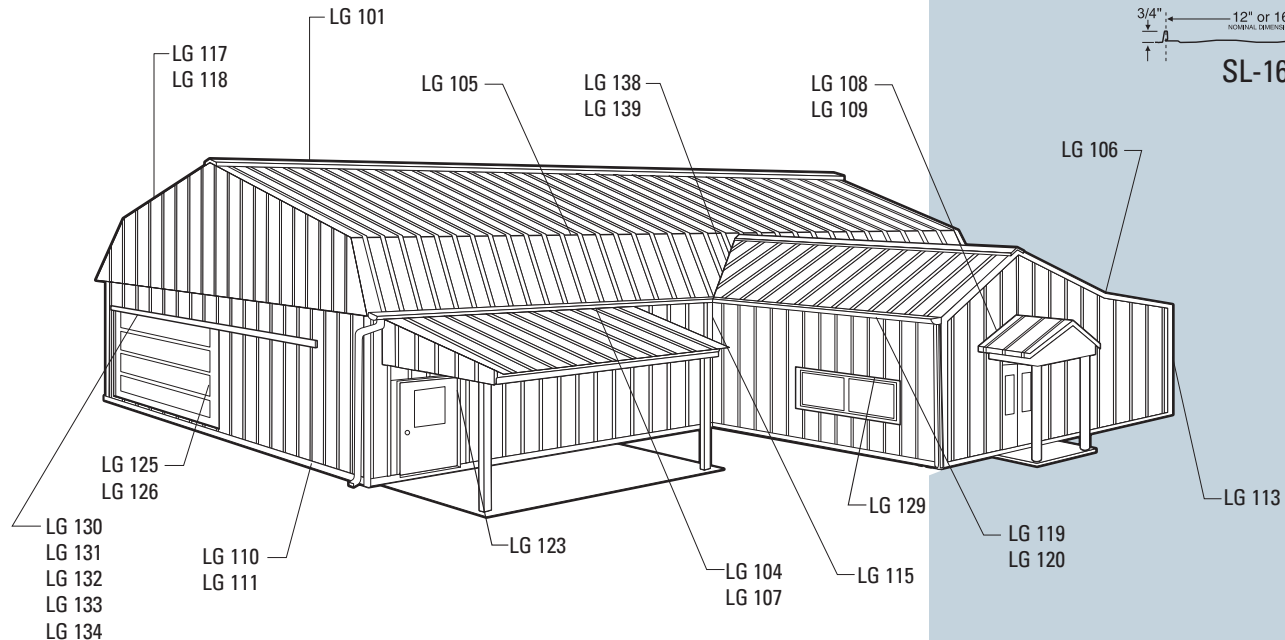 LG 101
3/4"
12" or 16
NOMINAL DIMENSI
SL-16
LG 117
LG 118
LG 105
LG 138
LG 139
LG 108
LG 109
LG 106
LG 125
LG 126
LG 130
LG 131
LG 132
LG 133
LG 134
LG 110
LG 111
LG 123
LG 104
LG 107
LG 115
LG 129
LG 119
LG 120
LG 113